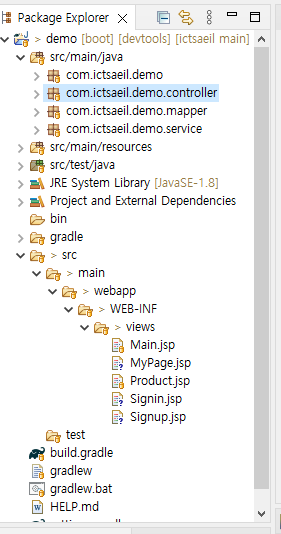 Package Explorer
demo [boot] [devtools] [ictsaeil main]
src/main/java
com.ictsaeil.demo
com.ictsaeil.demo.controller
com.ictsaeil.demo.mapper
com.ictsaeil.demo.service
src/main/resources
src/test/java
JRE System Library [JavaSE-1.8]
Project and External Dependencies
bin
gradle
src
main
webapp
WEB-INF
views
Main.jsp
MyPage.jsp
Product.jsp
Signin.jsp
Signup.jsp
test
build.gradle
gradlew
gradlew.bat
HELP.md